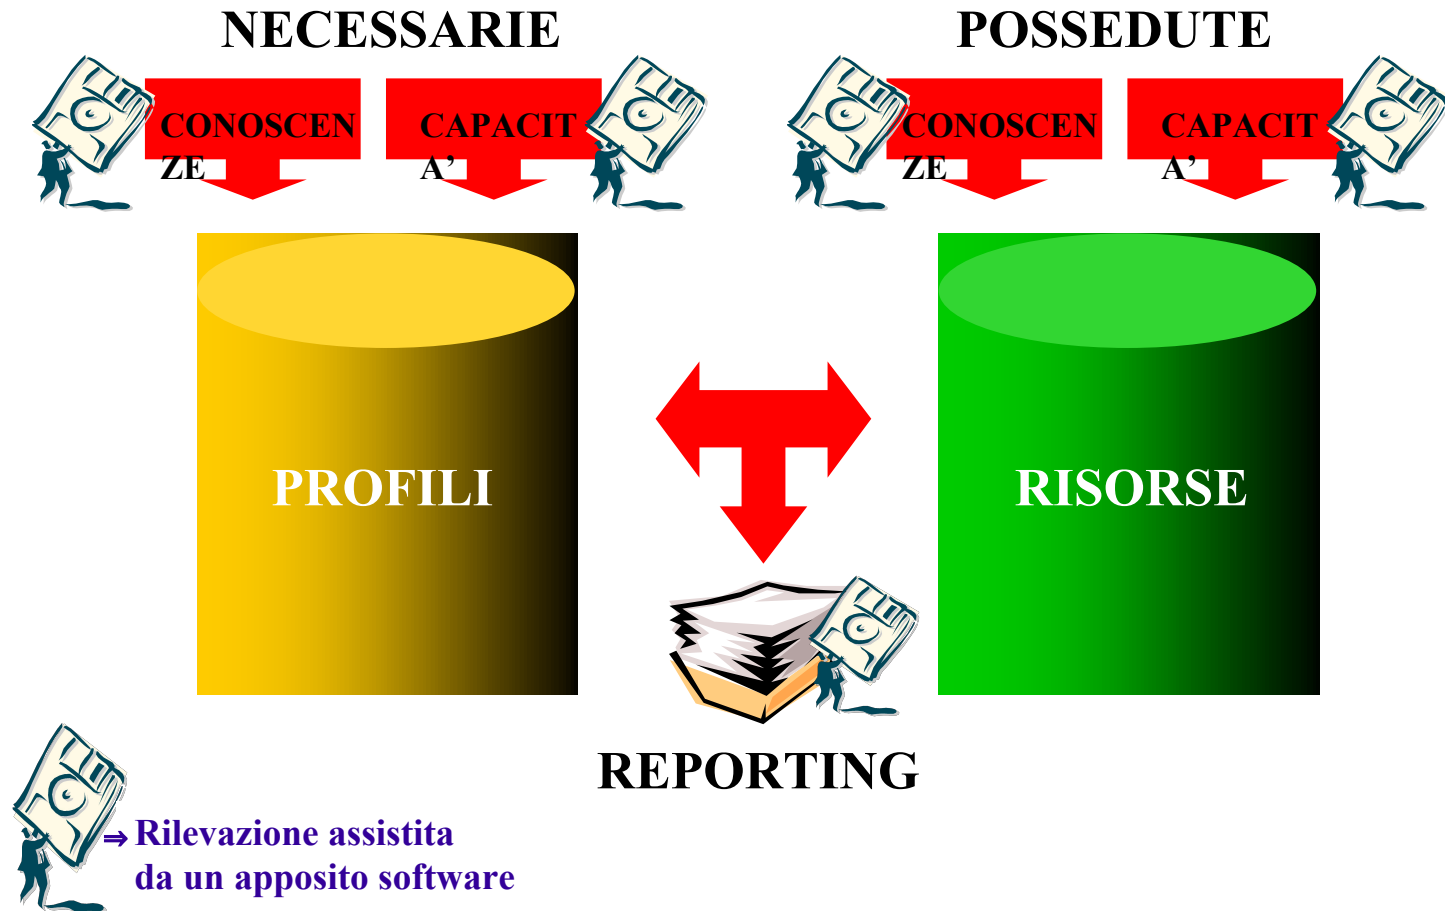 NECESSARIE
POSSEDUTE
CONOSCEN
ZE
CAPACIT
A’
CONOSCEN
ZE
CAPACIT
A’
PROFILI
RISORSE
REPORTING
⇒ Rilevazione assistita
da un apposito software